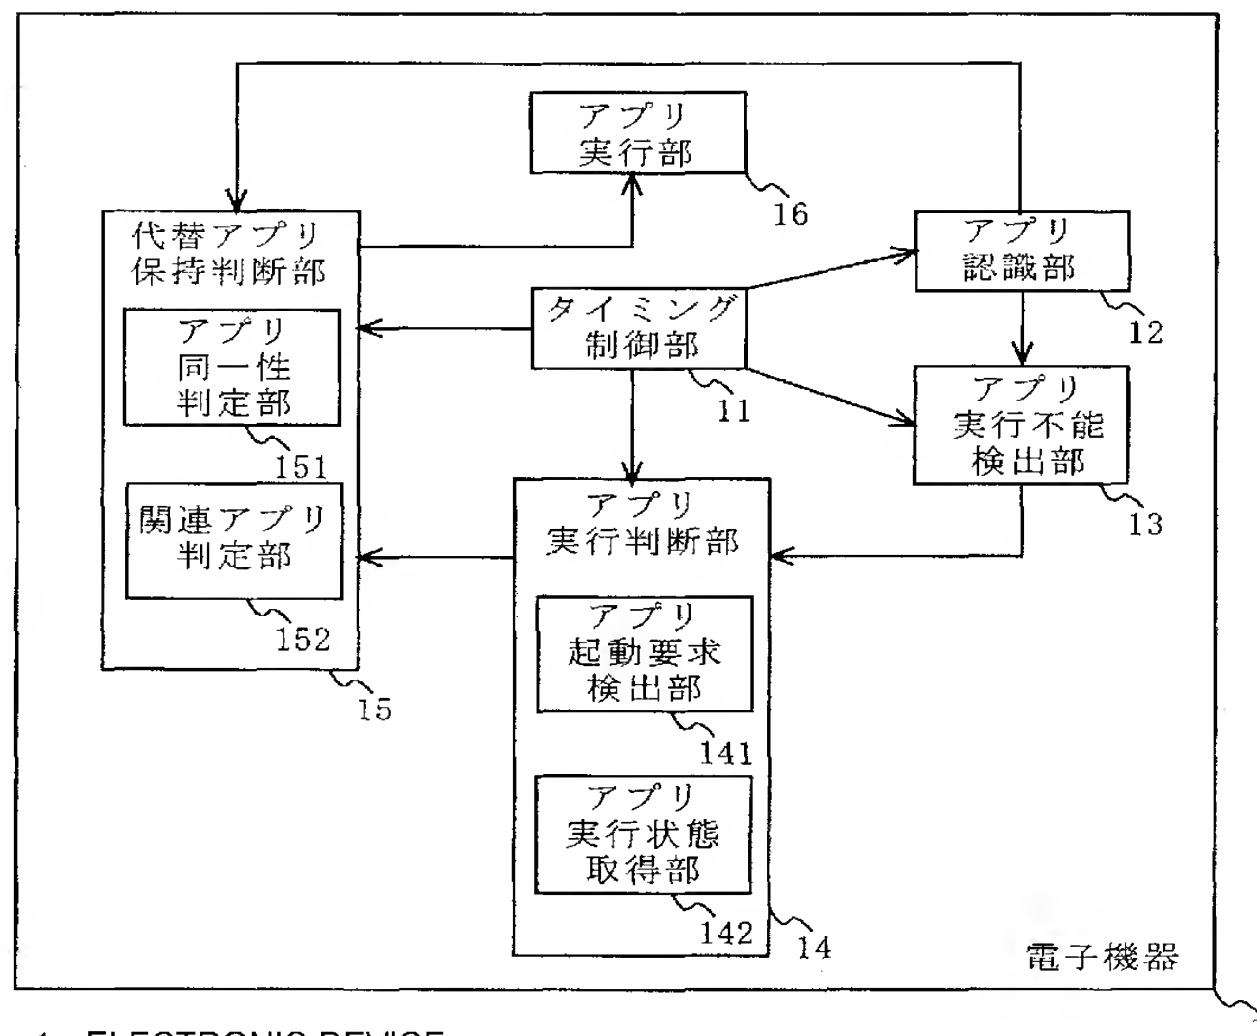 アプリ
実行部
16
代替アプリ
保持判断部
アプリ
認識部
12
タイミング
制御部
11
アプリ
同一性
判定部
151
アプリ
実行不能
検出部
13
関連アプリ
判定部
152
15
アプリ
実行判断部
アプリ
起動要求
検出部
141
アプリ
実行状態
取得部
142
14
電子機器